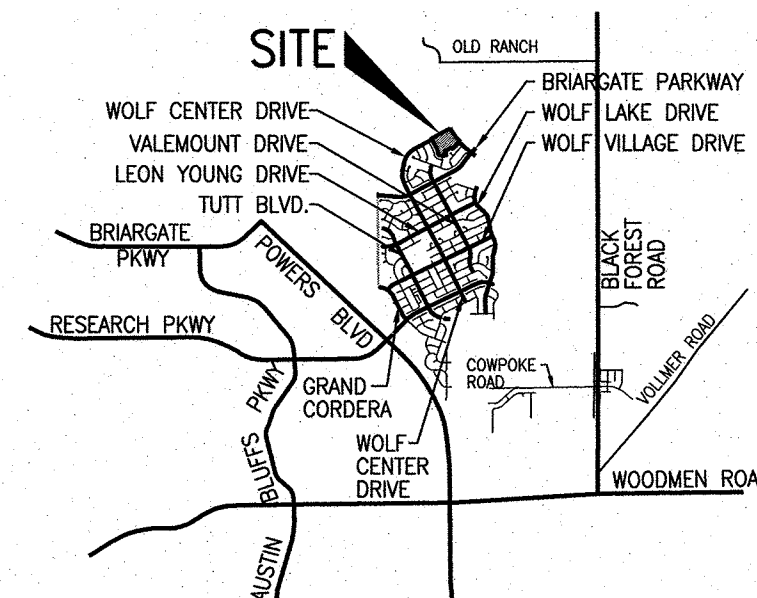 SITE
OLD RANCH
BRIARGATE PARKWAY
WOLF CENTER DRIVE
WOLF LAKE DRIVE
VALEMOUNT DRIVE
WOLF VILLAGE DRIVE
LEON YOUNG DRIVE
TUTT BLVD.
BRIARGATE
PKWY
POWERS BLVD
BLACK
FOREST
ROAD
RESEARCH PKWY
VOLLMER ROAD
COWPOKE
ROAD
GRAND
CORDERA
WOLF
CENTER
DRIVE
WOODMEN ROA
AUSTIN BLUFFS PKWY